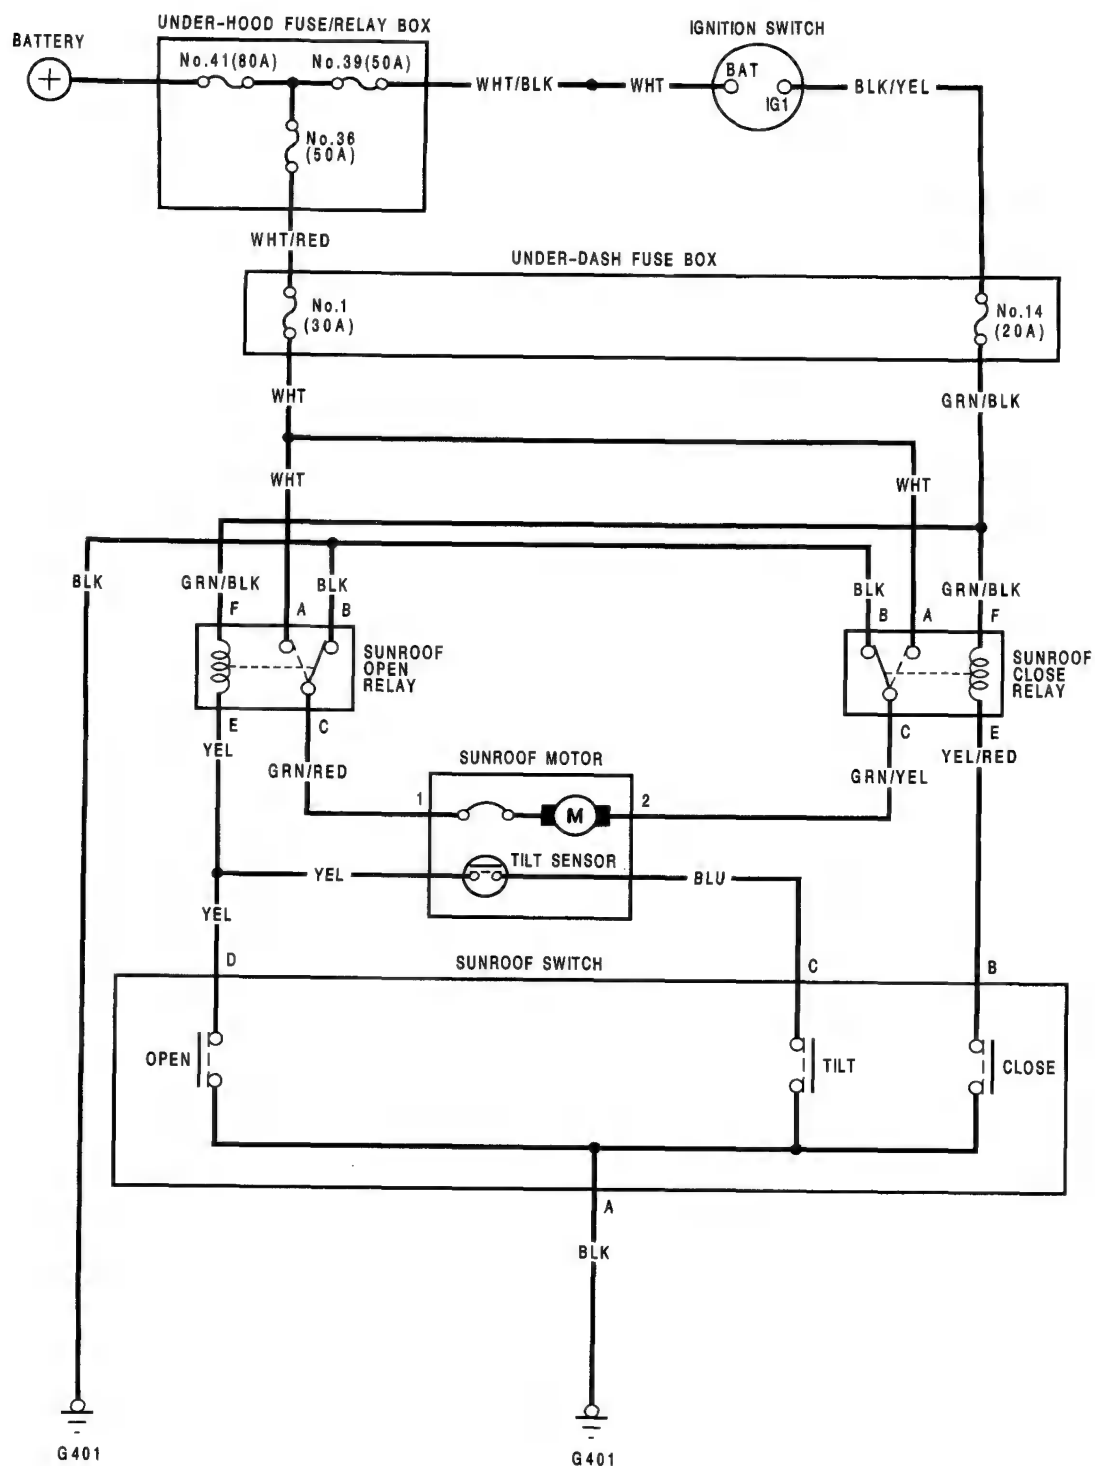 UNDER-HOOD FUSE/RELAY BOX
BATTERY
IGNITION SWITCH
No.41(80A)
No.39(50A)
WHT/BLK
WHT
BAT
IG1
BLK/YEL
No.36
(50A)
WHT/RED
UNDER-DASH FUSE BOX
No.1
(30A)
No.14
(20A)
WHT
GRN/BLK
WHT
WHT
BLK
GRN/BLK
BLK
BLK
GRN/BLK
F
A
B
B
A
F
SUNROOF
OPEN
RELAY
SUNROOF
CLOSE
RELAY
E
C
C
E
YEL
GRN/RED
SUNROOF MOTOR
GRN/YEL
YEL/RED
1
2
M
TILT SENSOR
YEL
BLU
YEL
D
SUNROOF SWITCH
C
B
OPEN
TILT
CLOSE
A
BLK
G401
G401